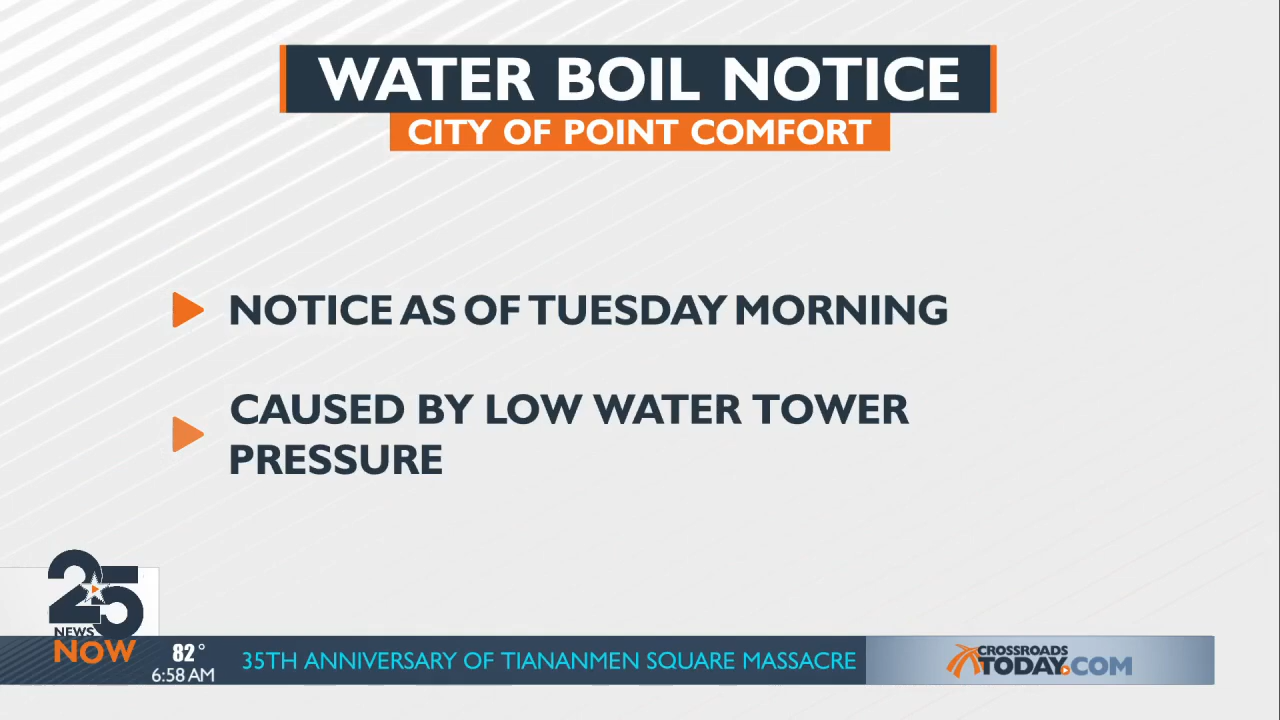 WATER BOIL NOTICE
CITY OF POINT COMFORT
NOTICE AS OF TUESDAY MORNING
CAUSED BY LOW WATER TOWER
PRESSURE
25
NEWS
NOW
82°
6:58 AM
35TH ANNIVERSARY OF TIANANMEN SQUARE MASSACRE
CROSSROADS
TODAY.COM